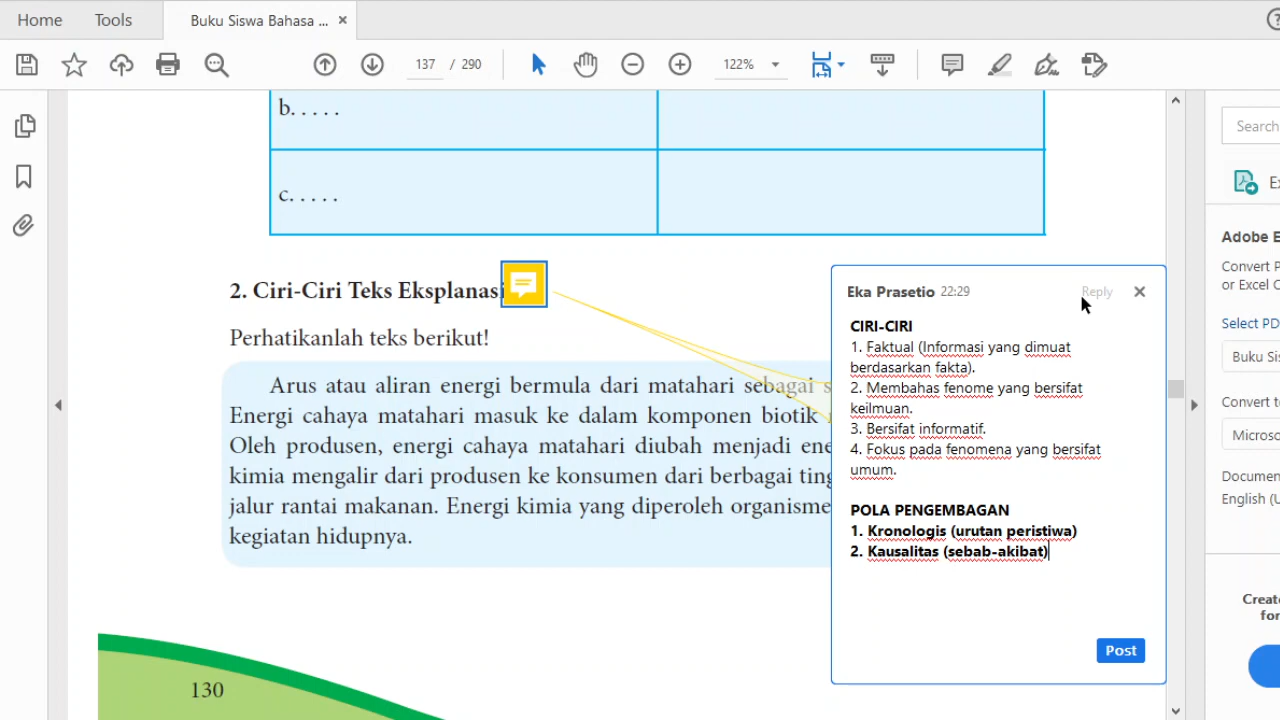 Home Tools Buku Siswa Bahasa ... ×
137 / 290 122%
b. . . . .
c. . . . .
2. Ciri-Ciri Teks Eksplanasi
Perhatikanlah teks berikut!
Arus atau aliran energi bermula dari matahari sebagai s
Energi cahaya matahari masuk ke dalam komponen biotik
Oleh produsen, energi cahaya matahari diubah menjadi ene
kimia mengalir dari produsen ke konsumen dari berbagai ting
jalur rantai makanan. Energi kimia yang diperoleh organisme
kegiatan hidupnya.
130
Eka Prasetio 22:29 Reply
CIRI-CIRI
1. Faktual (Informasi yang dimuat
berdasarkan fakta).
2. Membahas fenome yang bersifat
keilmuan.
3. Bersifat informatif.
4. Fokus pada fenomena yang bersifat
umum.
POLA PENGEMBAGAN
1. Kronologis (urutan peristiwa)
2. Kausalitas (sebab-akibat)
Post
Search
Ex
Adobe E
Convert P
or Excel O
Select PD
Buku Sis
Convert to
Microso
Documen
English (U
Create
for